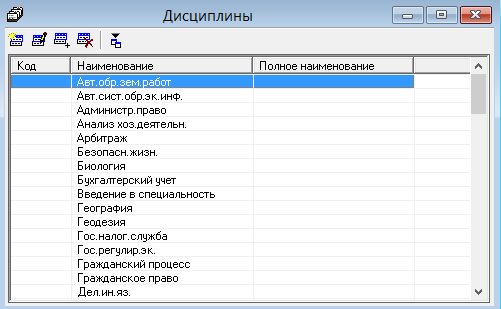 Дисциплины
Код Наименование Полное наименование
Авт.обр.зем.работ
Авт.сист.обр.эк.инф.
Администр.право
Анализ хоз.деятельн.
Арбитраж
Безопасн.жизн.
Биология
Бухгалтерский учет
Введение в специальность
География
Геодезия
Гос.налог.служба
Гос.регулир.эк.
Гражданский процесс
Гражданское право
Дел.ин.яз.